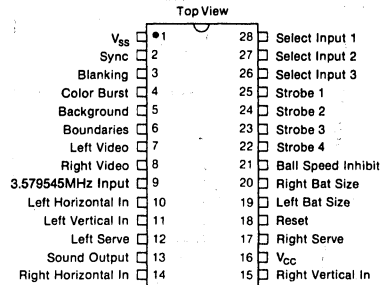 Top View
V_SS 1 28 Select Input 1
Sync 2 27 Select Input 2
Blanking 3 26 Select Input 3
Color Burst 4 25 Strobe 1
Background 5 24 Strobe 2
Boundaries 6 23 Strobe 3
Left Video 7 22 Strobe 4
Right Video 8 21 Ball Speed Inhibit
3.579545MHz Input 9 20 Right Bat Size
Left Horizontal In 10 19 Left Bat Size
Left Vertical In 11 18 Reset
Left Serve 12 17 Right Serve
Sound Output 13 16 V_CC
Right Horizontal In 14 15 Right Vertical In